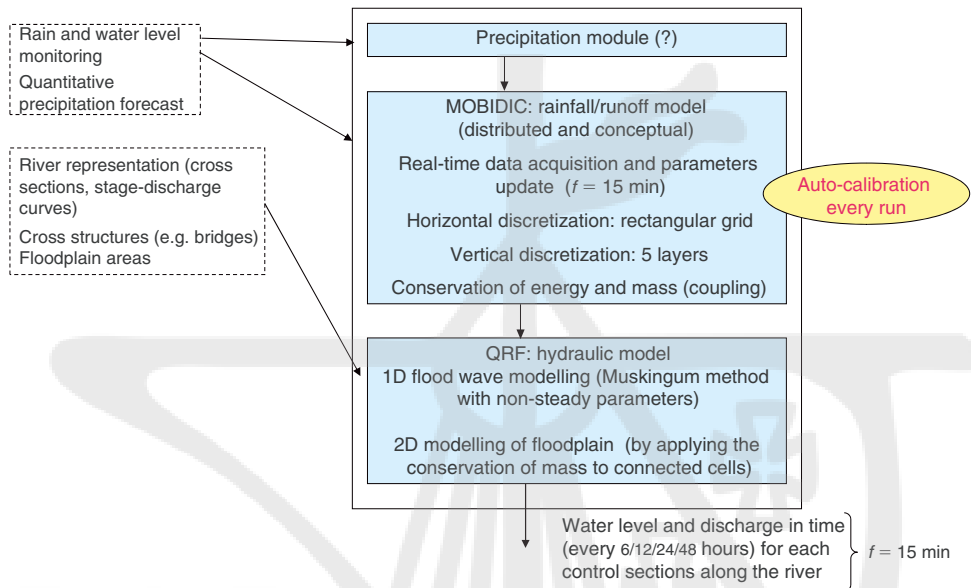 Rain and water level
monitoring
Quantitative
precipitation forecast
River representation (cross
sections, stage-discharge
curves)
Cross structures (e.g. bridges)
Floodplain areas
Precipitation module (?)
MOBIDIC: rainfall/runoff model
(distributed and conceptual)
Real-time data acquisition and parameters
update (f = 15 min)
Horizontal discretization: rectangular grid
Vertical discretization: 5 layers
Conservation of energy and mass (coupling)
Auto-calibration
every run
QRF: hydraulic model
1D flood wave modelling (Muskingum method
with non-steady parameters)
2D modelling of floodplain (by applying the
conservation of mass to connected cells)
Water level and discharge in time
(every 6/12/24/48 hours) for each
control sections along the river
f = 15 min